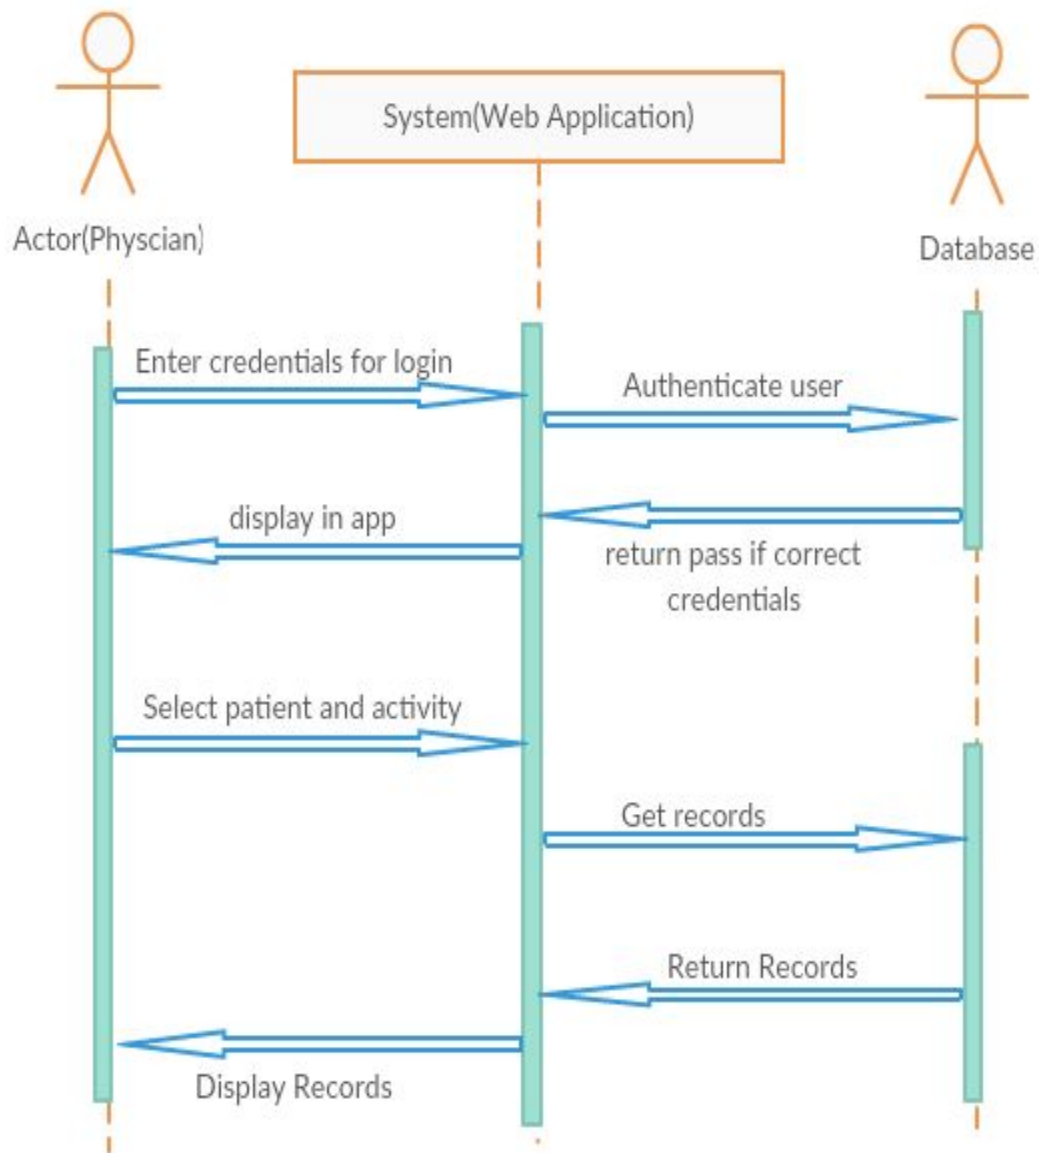 System(Web Application)
Actor(Physcian)
Database
Enter credentials for login
Authenticate user
display in app
return pass if correct
credentials
Select patient and activity
Get records
Return Records
Display Records